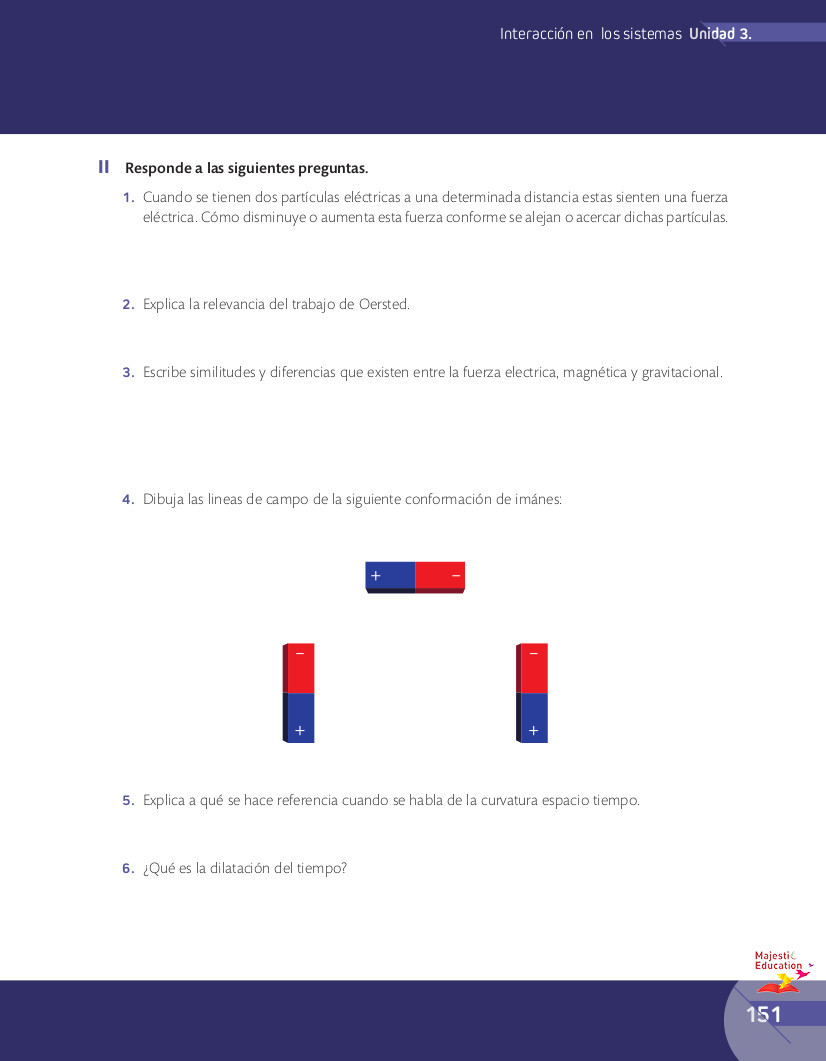 Interacción en los sistemas Unidad 3.
II Responde a las siguientes preguntas.
1. Cuando se tienen dos partículas eléctricas a una determinada distancia estas sienten una fuerza
eléctrica. Cómo disminuye o aumenta esta fuerza conforme se alejan o acercar dichas partículas.
2. Explica la relevancia del trabajo de Oersted.
3. Escribe similitudes y diferencias que existen entre la fuerza electrica, magnética y gravitacional.
4. Dibuja las lineas de campo de la siguiente conformación de imánes:
+ −
− −
+ +
5. Explica a qué se hace referencia cuando se habla de la curvatura espacio tiempo.
6. ¿Qué es la dilatación del tiempo?
Majestic
Education
151